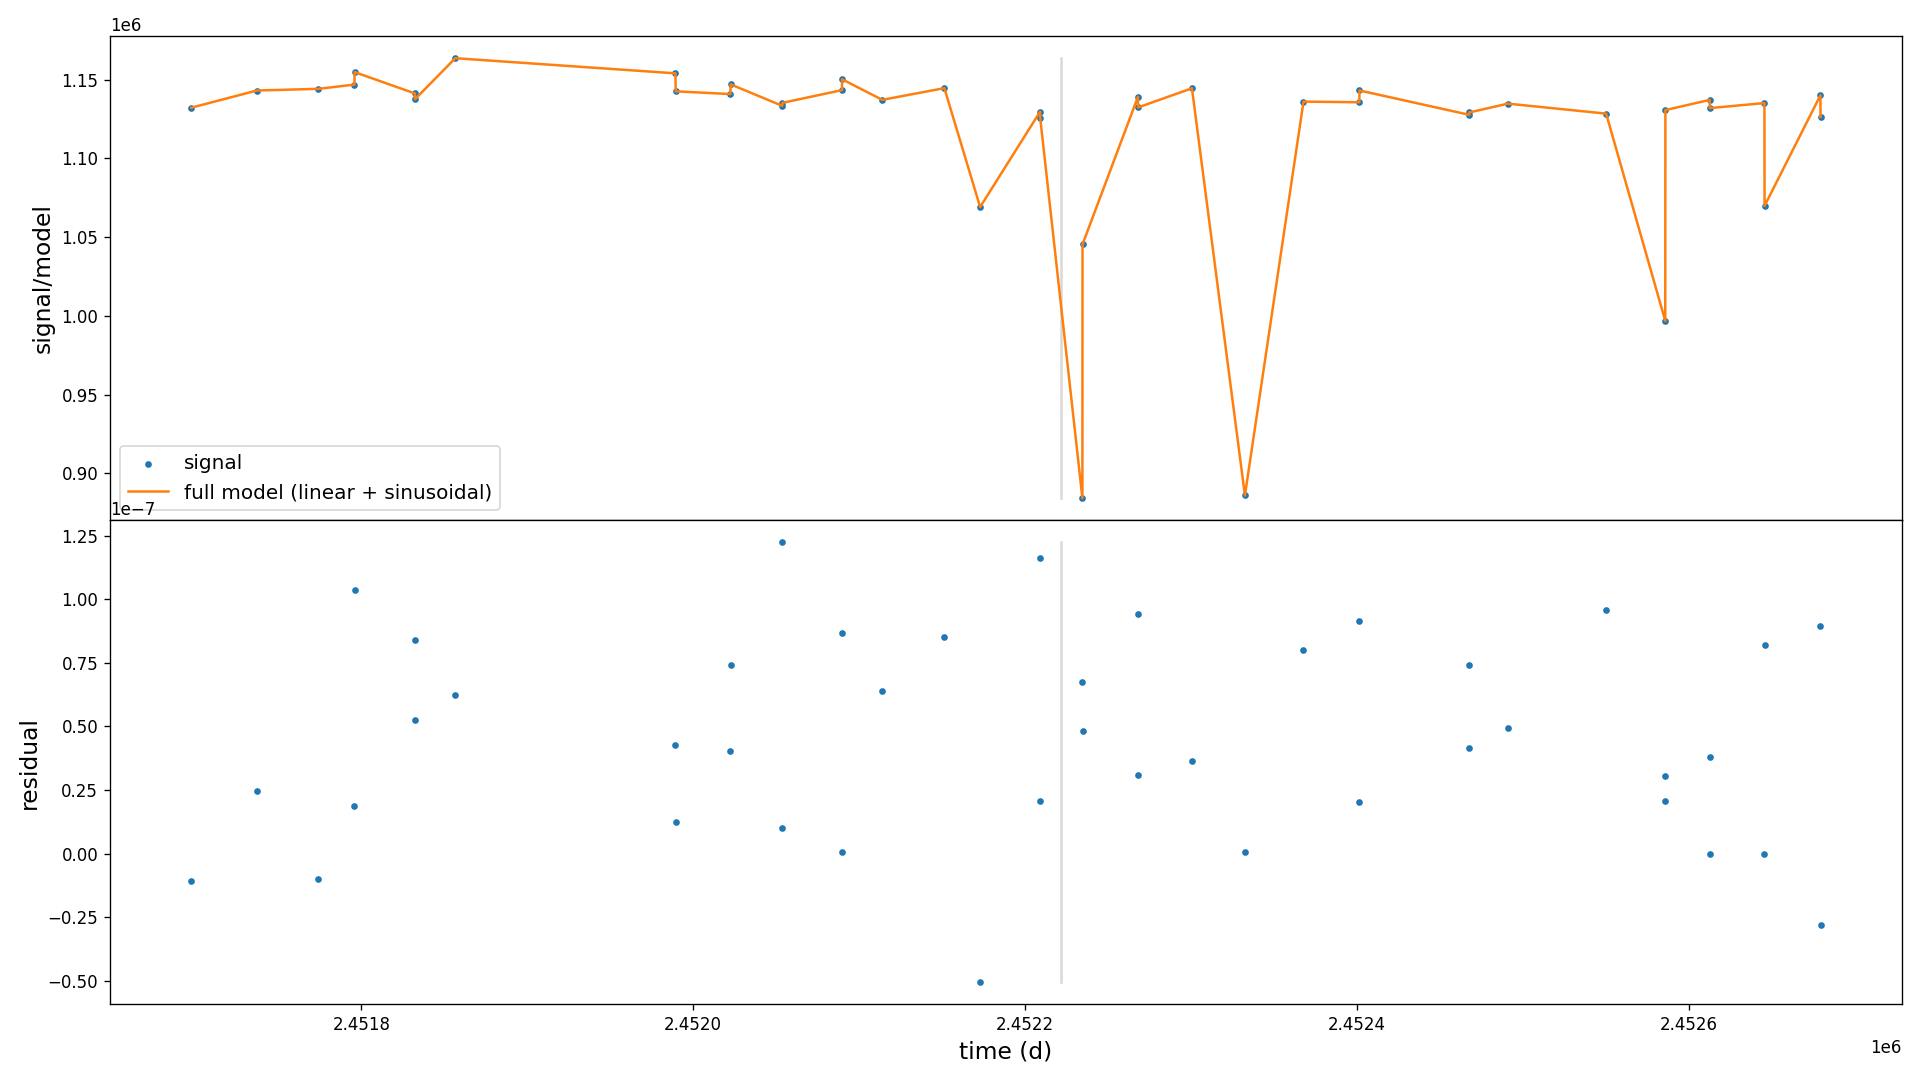 1e6
signal/model
1.15
1.10
1.05
1.00
0.95
0.90
signal
full model (linear + sinusoidal)
1e−7
residual
1.25
1.00
0.75
0.50
0.25
0.00
−0.25
−0.50
2.4518
2.4520
2.4522
2.4524
2.4526
time (d)
1e6